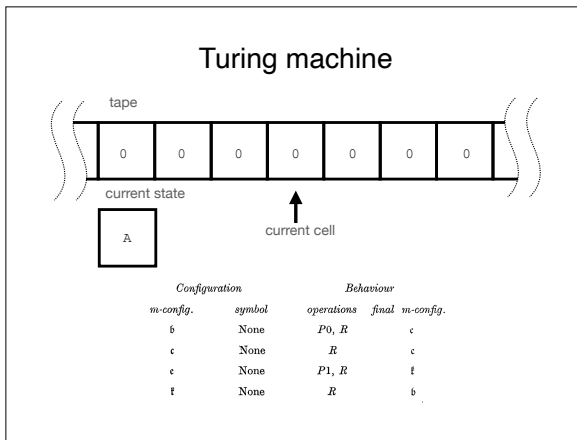 Turing machine
tape
0 0 0 0 0 0 0
current state
current cell
A
Configuration Behaviour
m-config. symbol operations final m-config.
𝔟 None P0, R 𝔠
𝔠 None R 𝔢
𝔢 None P1, R 𝔨
𝔨 None R 𝔟